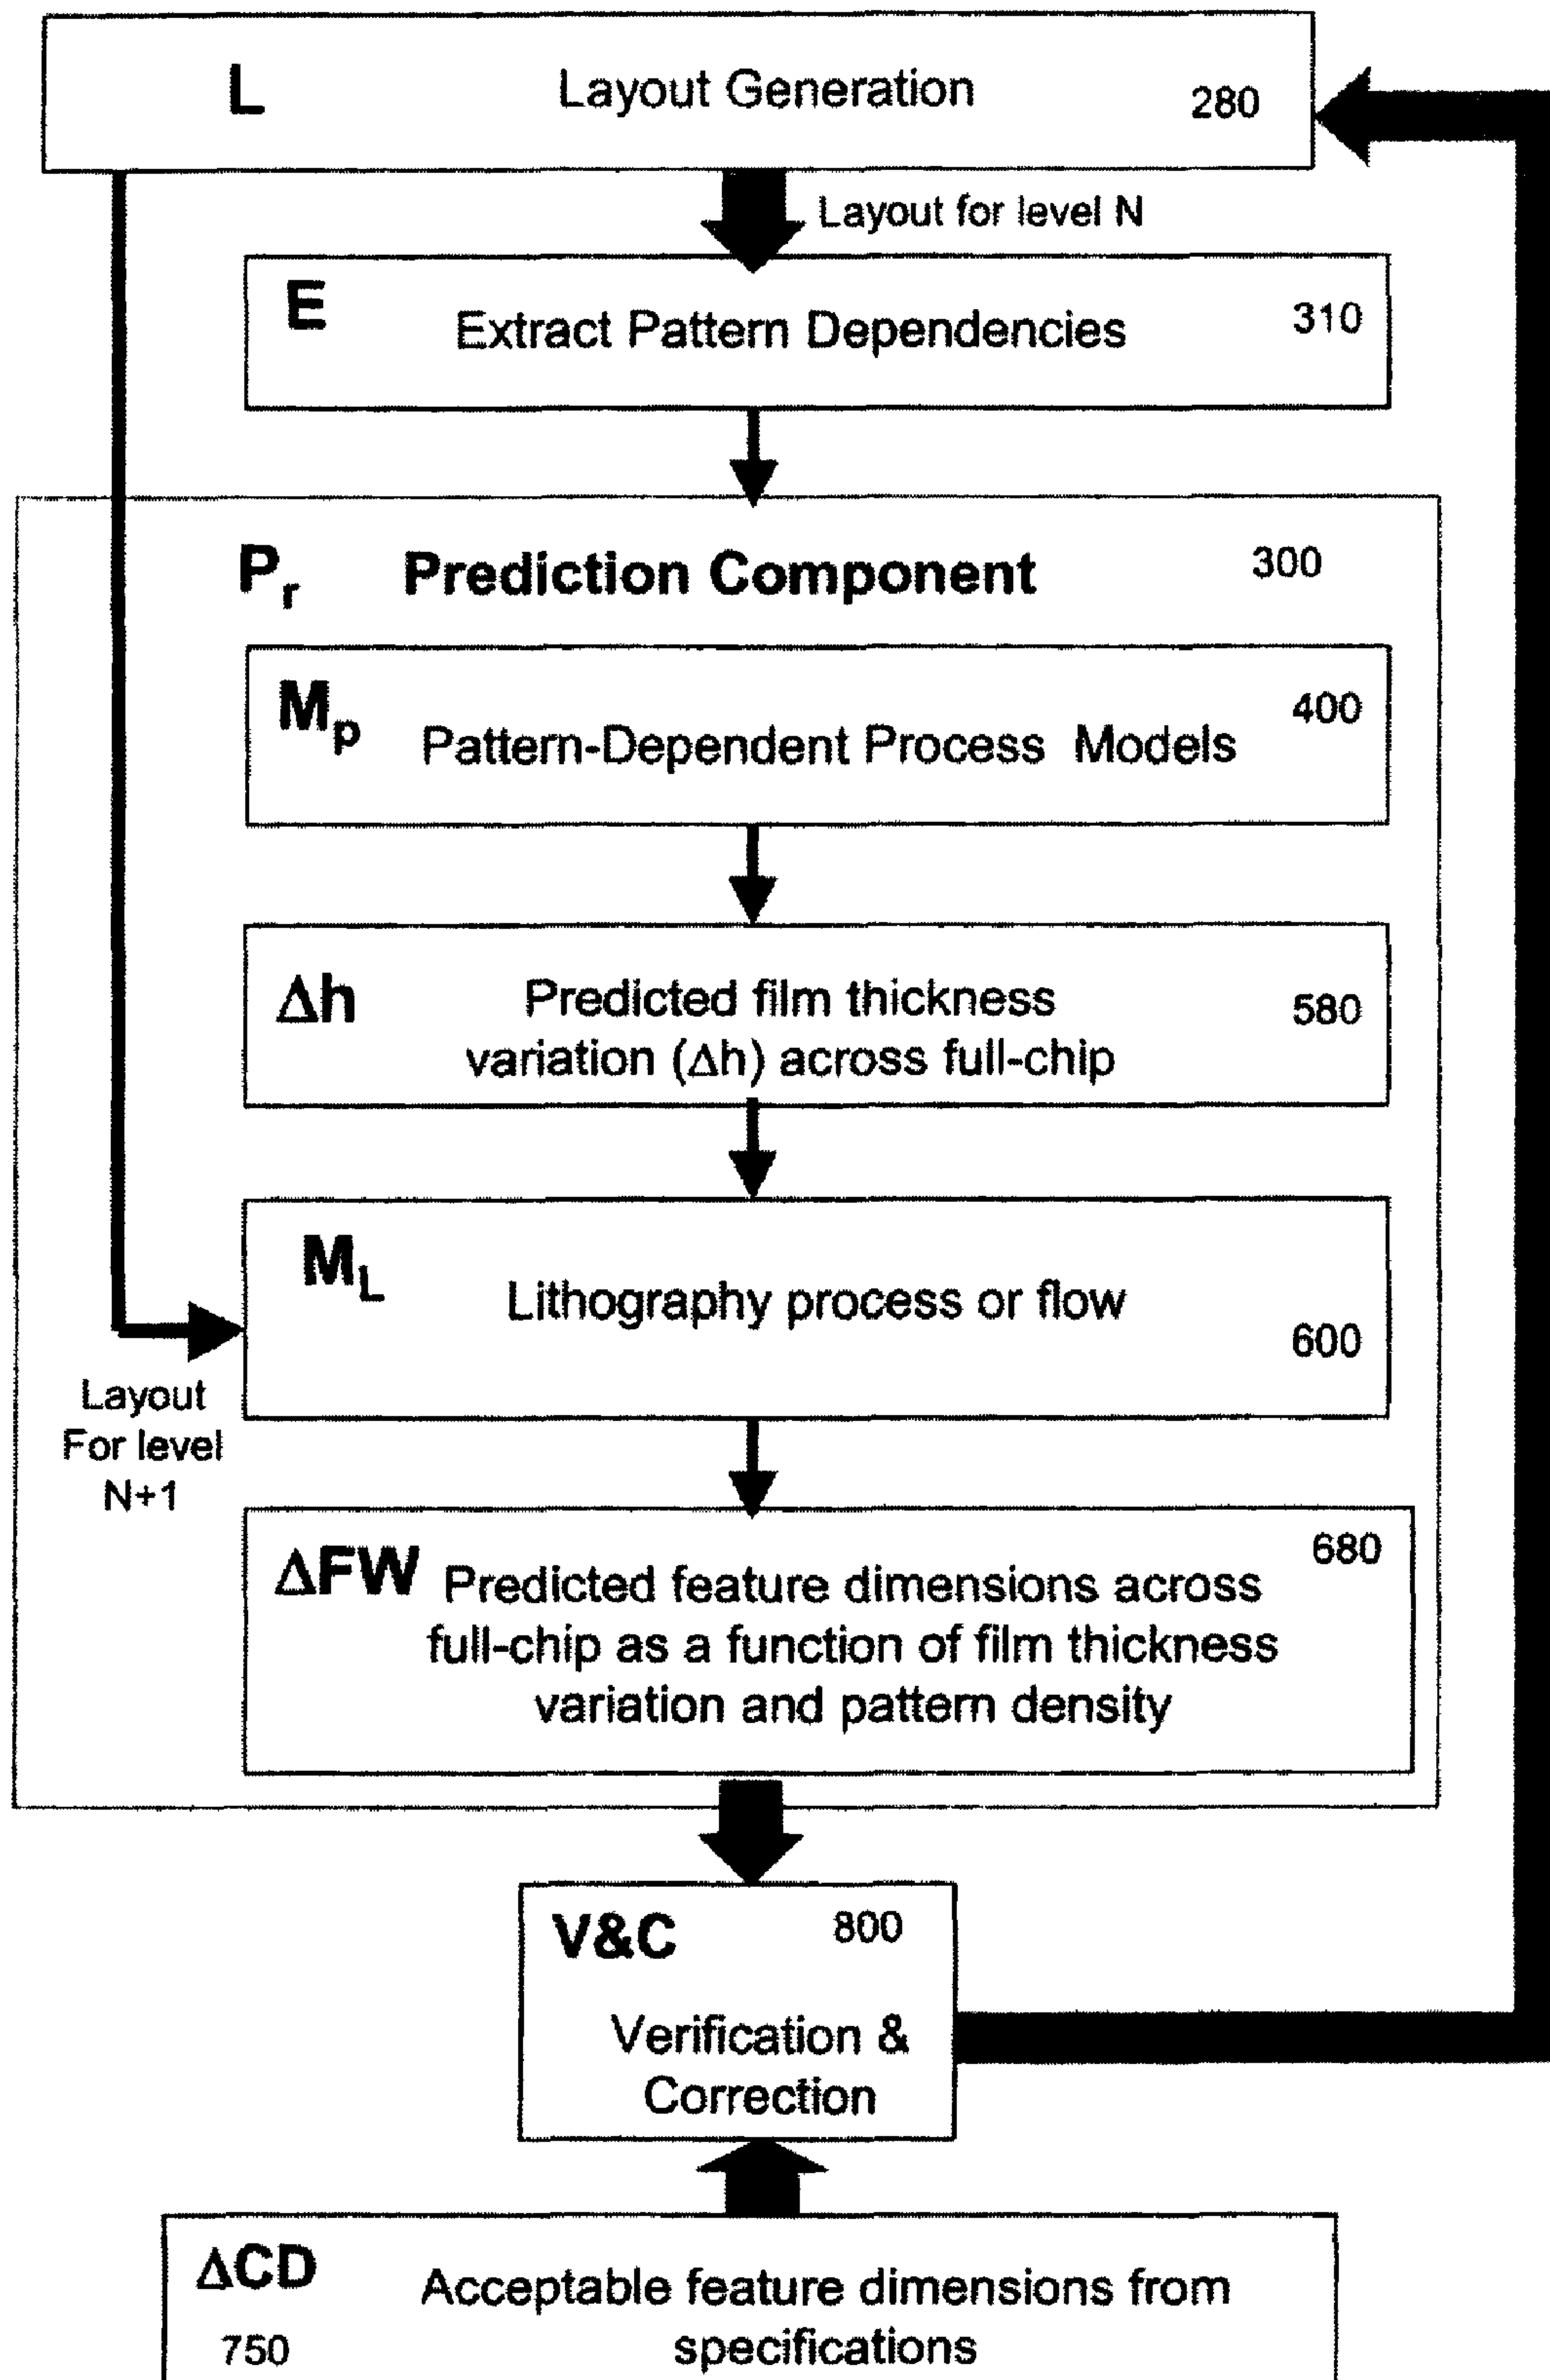 L Layout Generation 280
Layout for level N
E Extract Pattern Dependencies 310
Pr Prediction Component 300
Mp Pattern-Dependent Process Models 400
Δh Predicted film thickness 580
variation (Δh) across full-chip
ML Lithography process or flow 600
Layout
For level
N+1
ΔFW Predicted feature dimensions across 680
full-chip as a function of film thickness
variation and pattern density
V&C 800
Verification &
Correction
ΔCD Acceptable feature dimensions from
750 specifications